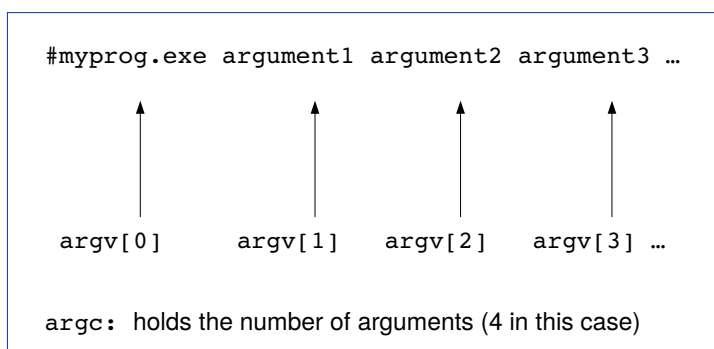 #myprog.exe argument1 argument2 argument3 …
argv[0] argv[1] argv[2] argv[3] …
argc: holds the number of arguments (4 in this case)